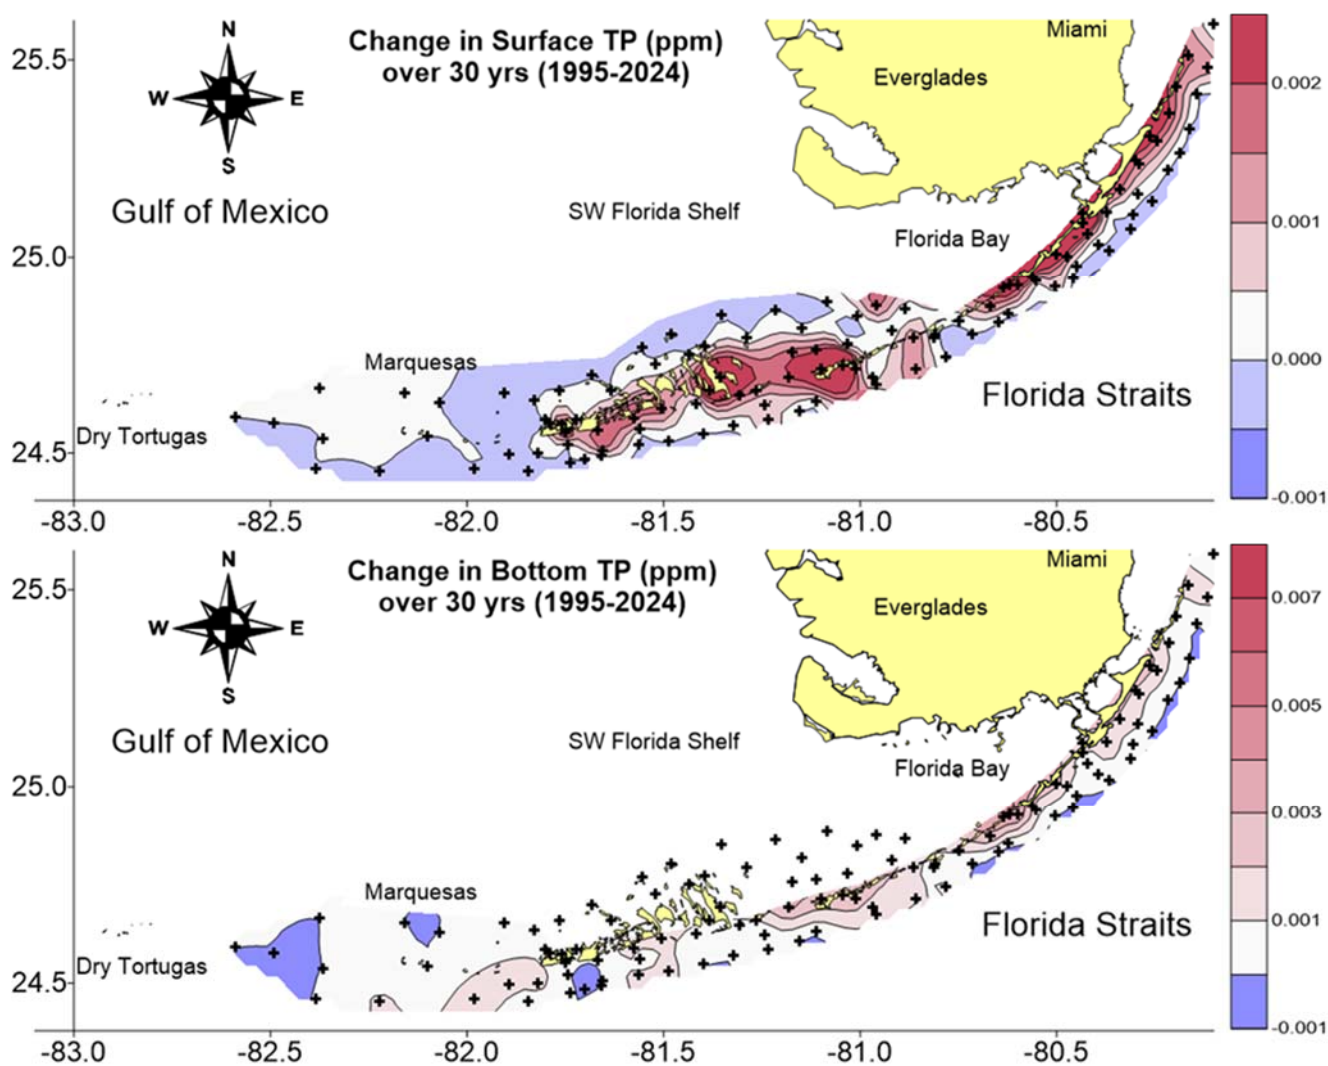 Change in Surface TP (ppm)
over 30 yrs (1995-2024)
N
W E
S
Miami
Everglades
Gulf of Mexico
SW Florida Shelf
Florida Bay
Marquesas
Dry Tortugas
Florida Straits
25.5
25.0
24.5
-83.0 -82.5 -82.0 -81.5 -81.0 -80.5
0.002
0.001
0.000
-0.001
Change in Bottom TP (ppm)
over 30 yrs (1995-2024)
N
W E
S
Miami
Everglades
Gulf of Mexico
SW Florida Shelf
Florida Bay
Marquesas
Dry Tortugas
Florida Straits
25.5
25.0
24.5
-83.0 -82.5 -82.0 -81.5 -81.0 -80.5
0.007
0.005
0.003
0.001
-0.001